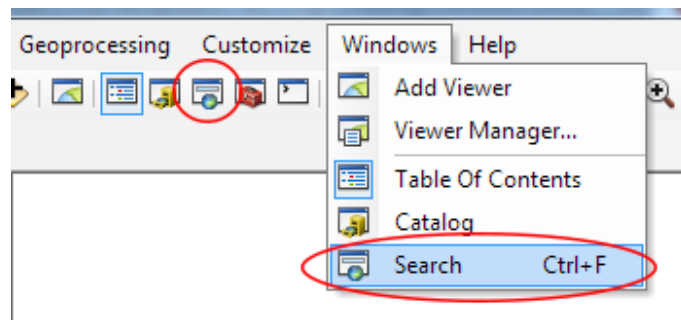 Geoprocessing Customize Windows Help
Add Viewer
Viewer Manager...
Table Of Contents
Catalog
Search Ctrl+F